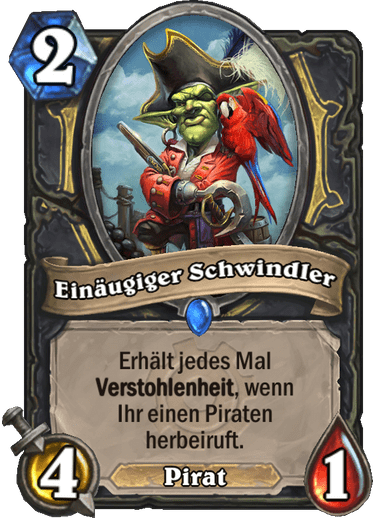 2
Einäugiger Schwindler
Erhält jedes Mal
Verstohlenheit, wenn
Ihr einen Piraten
herbeiruft.
4
Pirat
1